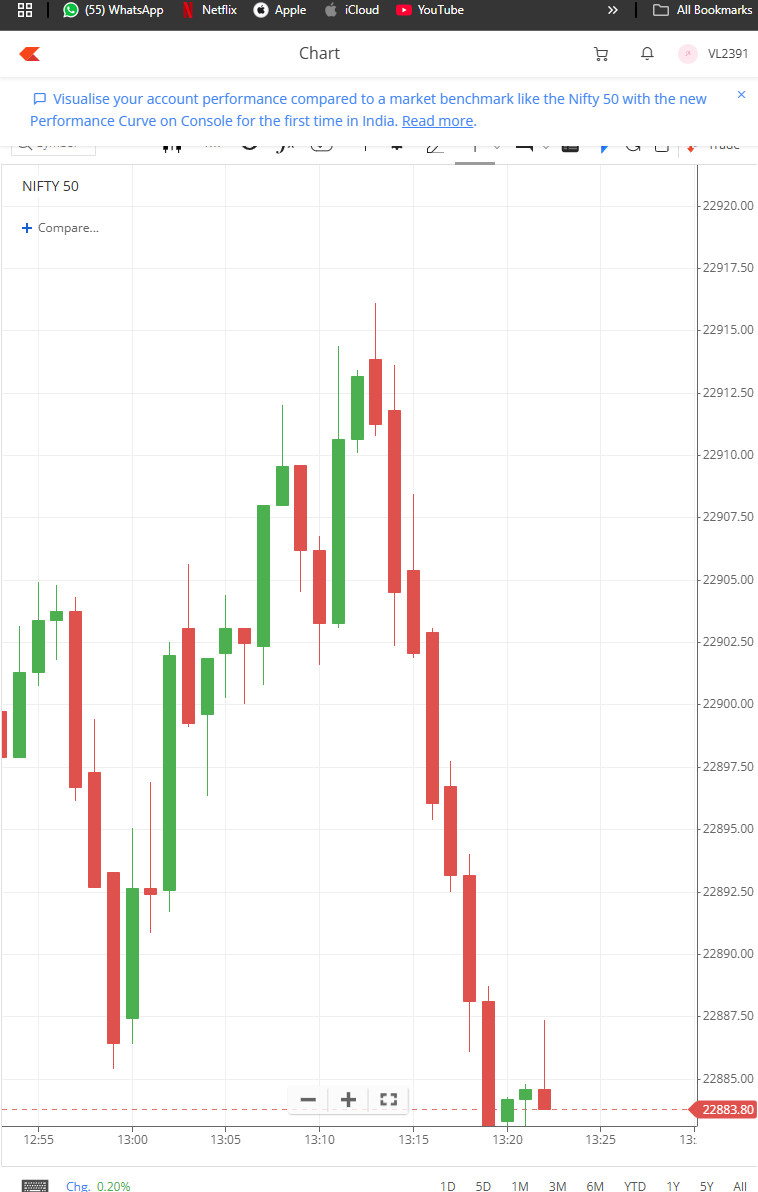 (55) WhatsApp Netflix Apple iCloud YouTube » All Bookmarks
Chart VL2391
Visualise your account performance compared to a market benchmark like the Nifty 50 with the new
Performance Curve on Console for the first time in India. Read more.
NIFTY 50
+ Compare...
22920.00
22917.50
22915.00
22912.50
22910.00
22907.50
22905.00
22902.50
22900.00
22897.50
22895.00
22892.50
22890.00
22887.50
22885.00
22883.80
12:55 13:00 13:05 13:10 13:15 13:20 13:25 13:
Chg. 0.20% 1D 5D 1M 3M 6M YTD 1Y 5Y All